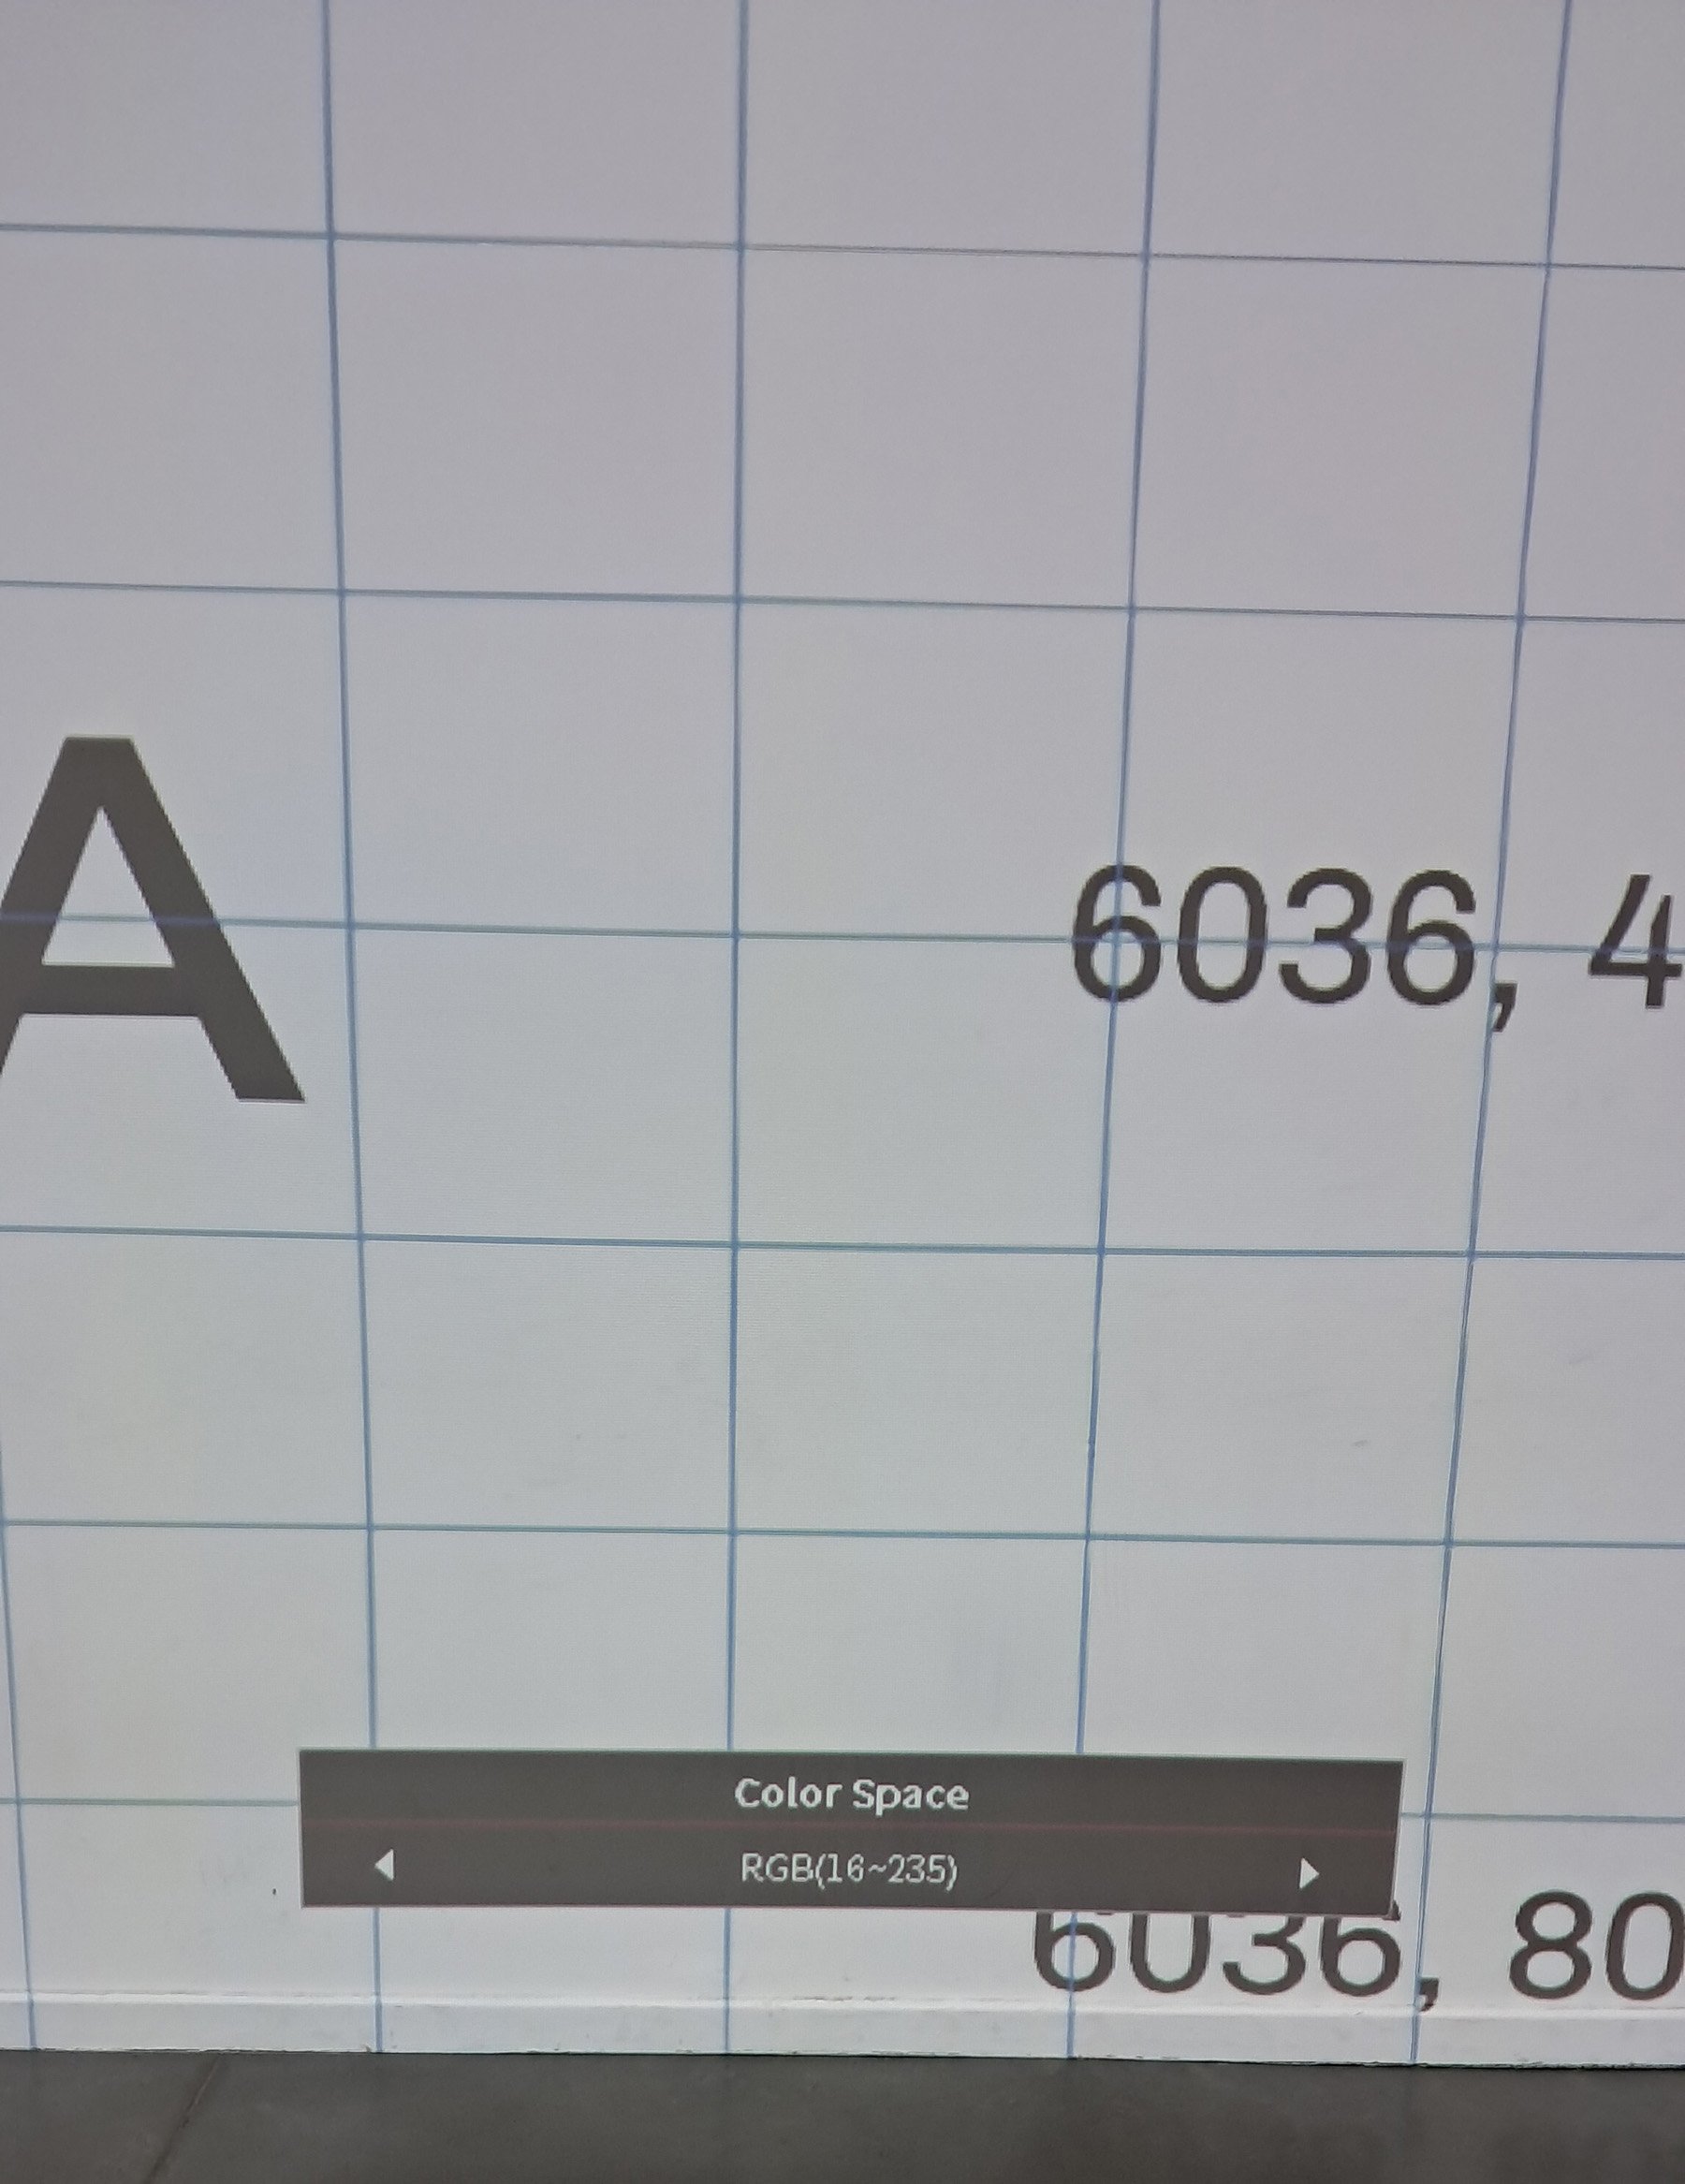 A
6036, 4
Color Space
RGB(16~235)
6036, 80